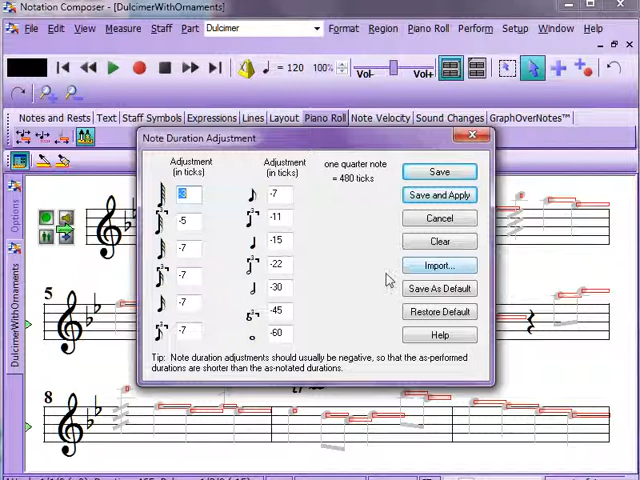 Notation Composer - [DulcimerWithOrnaments]
File Edit View Measure Staff Part Dulcimer Format Region Piano Roll Perform Setup Window Help
= 120 100% Vol- Vol+
Notes and Rests Text Staff Symbols Expressions Lines Layout Piano Roll Note Velocity Sound Changes GraphOverNotes™
Note Duration Adjustment
Adjustment (in ticks) Adjustment (in ticks) one quarter note = 480 ticks
-3 -7 Save
-5 -11 Save and Apply
-7 -15 Cancel
-7 -22 Clear
-7 -30 Import...
-7 -45 Save As Default
-60 Restore Default
Help
Tip: Note duration adjustments should usually be negative, so that the as-performed
durations are shorter than the as-notated durations.
Options
DulcimerWithOrnaments
5
8